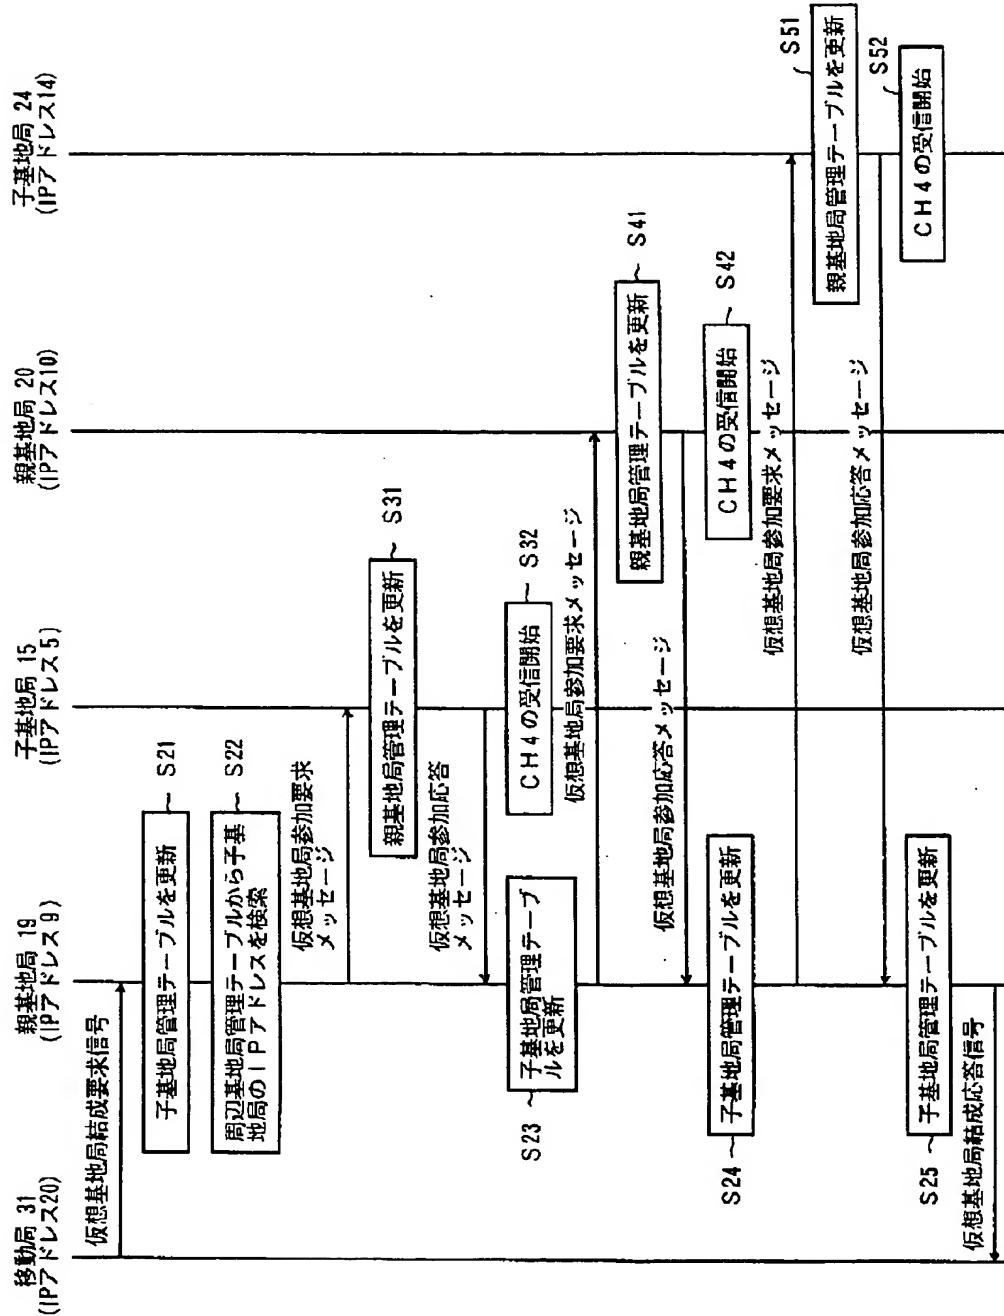 移動局 31
(IPアドレス20)
親基地局 19
(IPアドレス9)
子基地局 15
(IPアドレス5)
親基地局 20
(IPアドレス10)
子基地局 24
(IPアドレス14)
仮想基地局結成要求信号
子基地局管理テーブルを更新
S21
周辺基地局管理テーブルから子基
地局のIPアドレスを検索
S22
仮想基地局参加要求
メッセージ
親基地局管理テーブルを更新
S31
仮想基地局参加応答
メッセージ
S23
子基地局管理テーブ
ルを更新
CH4の受信開始
S32
仮想基地局参加要求メッセージ
親基地局管理テーブルを更新
S41
仮想基地局参加応答メッセージ
S24
子基地局管理テーブルを更新
CH4の受信開始
S42
仮想基地局参加要求メッセージ
親基地局管理テーブルを更新
S51
仮想基地局参加応答メッセージ
S25
子基地局管理テーブルを更新
CH4の受信開始
S52
仮想基地局結成応答信号